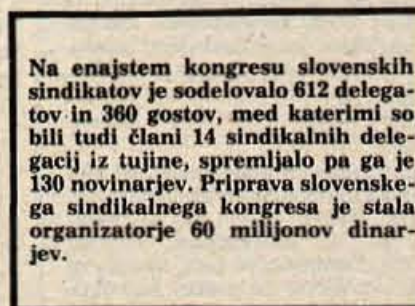 Na enajstem kongresu slovenskih
sindikatov je sodelovalo 612 delega-
tov in 360 gostov, med katerimi so
bili tudi člani 14 sindikalnih dele-
gacij iz tujine, spremljalo pa ga je
130 novinarjev. Priprava slovenske-
ga sindikalnega kongresa je stala
organizatorje 60 milijonov dinar-
jev.